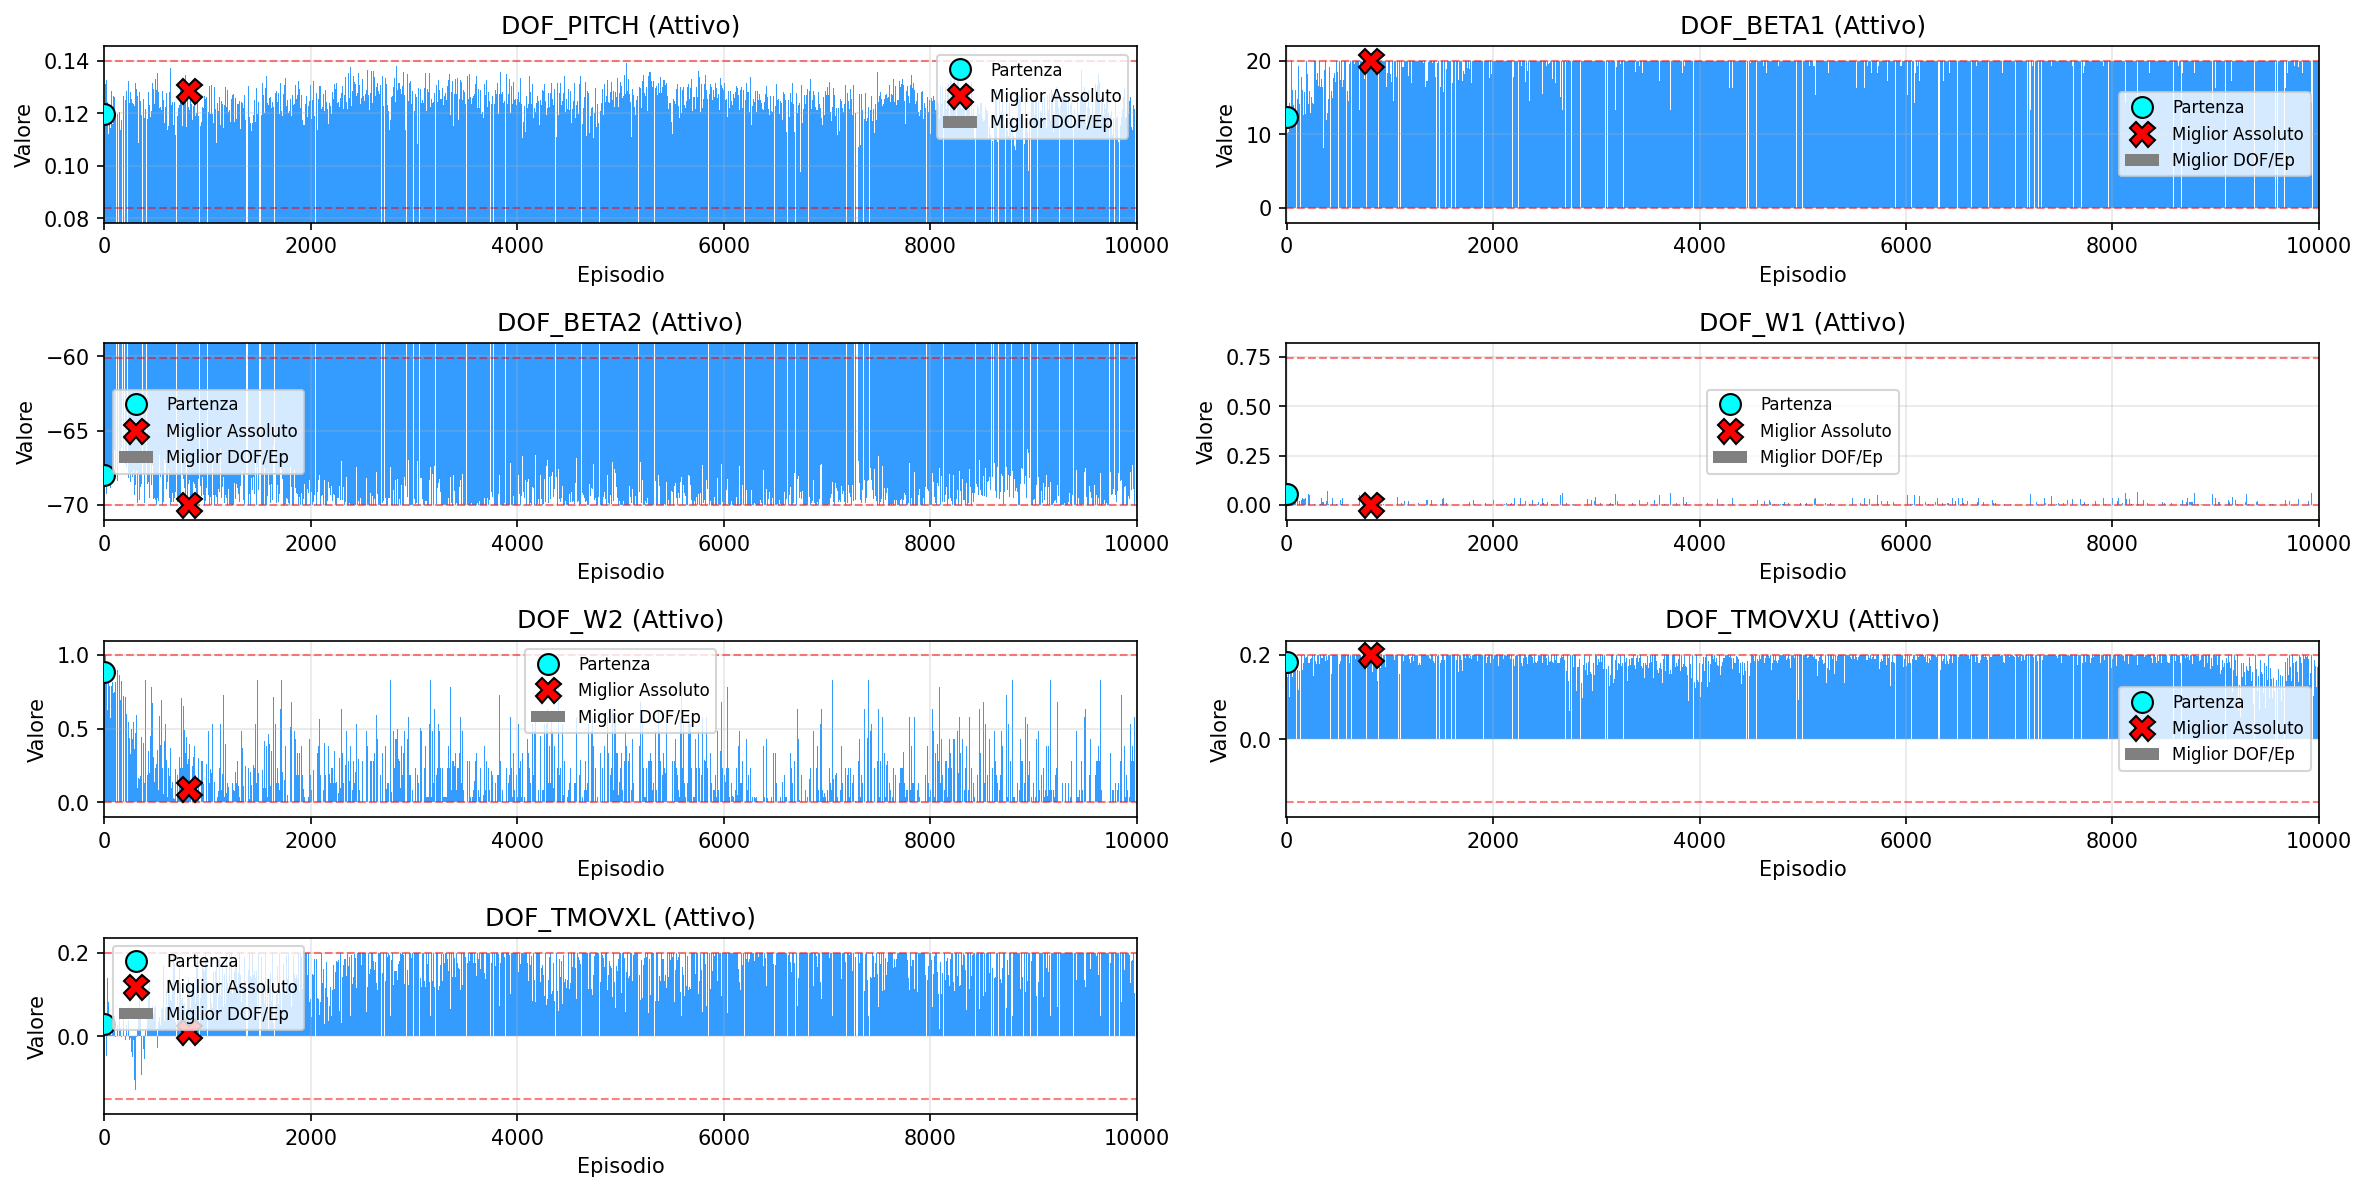 DOF_PITCH (Attivo)
Valore
0.14
0.12
0.10
0.08
Partenza
Miglior Assoluto
Miglior DOF/Ep
0 2000 4000 6000 8000 10000
Episodio
DOF_BETA1 (Attivo)
Valore
20
10
0
Partenza
Miglior Assoluto
Miglior DOF/Ep
0 2000 4000 6000 8000 10000
Episodio
DOF_BETA2 (Attivo)
Valore
−60
−65
−70
Partenza
Miglior Assoluto
Miglior DOF/Ep
0 2000 4000 6000 8000 10000
Episodio
DOF_W1 (Attivo)
Valore
0.75
0.50
0.25
0.00
Partenza
Miglior Assoluto
Miglior DOF/Ep
0 2000 4000 6000 8000 10000
Episodio
DOF_W2 (Attivo)
Valore
1.0
0.5
0.0
Partenza
Miglior Assoluto
Miglior DOF/Ep
0 2000 4000 6000 8000 10000
Episodio
DOF_TMOVXU (Attivo)
Valore
0.2
0.0
Partenza
Miglior Assoluto
Miglior DOF/Ep
0 2000 4000 6000 8000 10000
Episodio
DOF_TMOVXL (Attivo)
Valore
0.2
0.0
Partenza
Miglior Assoluto
Miglior DOF/Ep
0 2000 4000 6000 8000 10000
Episodio